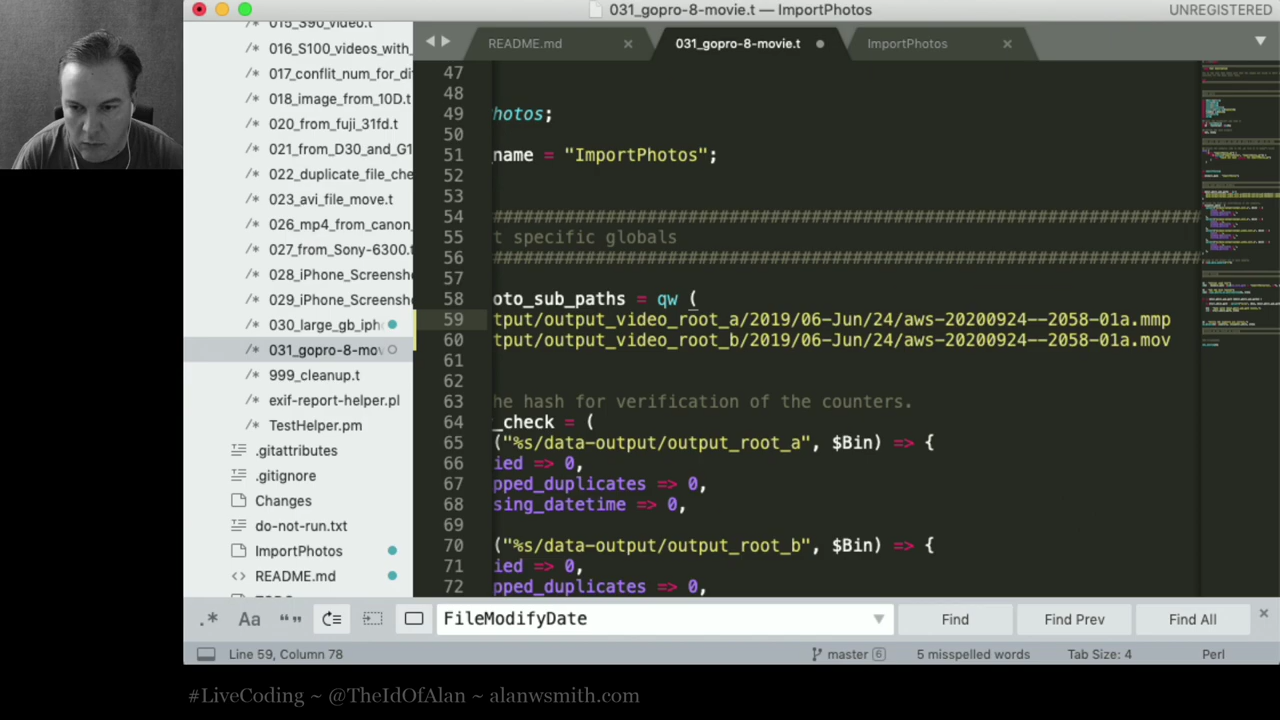 031_gopro-8-movie.t — ImportPhotos
UNREGISTERED
015_S90_video.t
/* 016_S100_videos_with_
/* 017_conflit_num_for_di
/* 018_image_from_10D.t
/* 020_from_fuji_31fd.t
/* 021_from_D30_and_G1
/* 022_duplicate_file_che
/* 023_avi_file_move.t
/* 026_mp4_from_canon_
/* 027_from_Sony-6300.t
/* 028_iPhone_Screensh
/* 029_iPhone_Screensh
/* 030_large_gb_iph
/* 031_gopro-8-mov
/* 999_cleanup.t
/* exif-report-helper.pl
/* TestHelper.pm
.gitattributes
.gitignore
Changes
do-not-run.txt
ImportPhotos
<> README.md
README.md ×
031_gopro-8-movie.t
ImportPhotos ×
47
48
49 hotos;
50
51 _name = "ImportPhotos";
52
53
54 ####################################################################
55 t specific globals
56 ####################################################################
57
58 oto_sub_paths = qw (
59 tput/output_video_root_a/2019/06-Jun/24/aws-20200924--2058-01a.mmp
60 tput/output_video_root_b/2019/06-Jun/24/aws-20200924--2058-01a.mov
61
62
63 he hash for verification of the counters.
64 _check = (
65 ("%s/data-output/output_root_a", $Bin) => {
66 ied => 0,
67 pped_duplicates => 0,
68 sing_datetime => 0,
69
70 ("%s/data-output/output_root_b", $Bin) => {
71 ied => 0,
72 pped_duplicates => 0,
.* Aa “” FileModifyDate Find Find Prev Find All ×
Line 59, Column 78 master 6 5 misspelled words Tab Size: 4 Perl
#LiveCoding ~ @TheIdOfAlan ~ alanwsmith.com